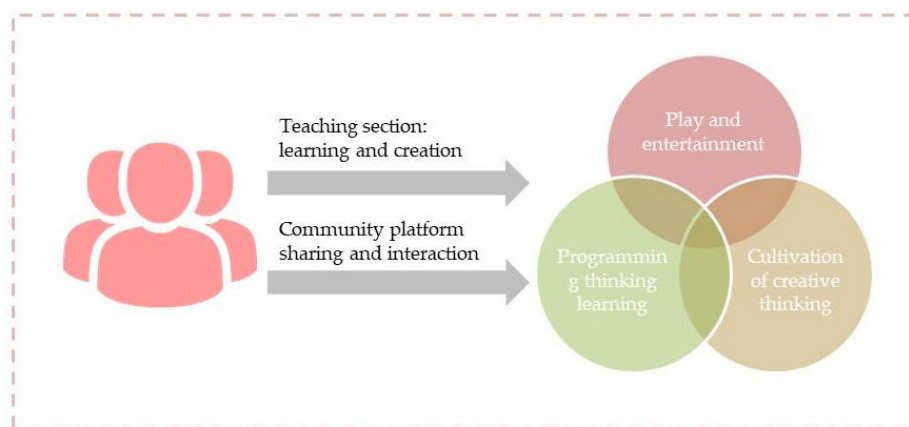 Teaching section:
learning and creation
Community platform
sharing and interaction
Play and
entertainment
Programmin
g thinking
learning
Cultivation
of creative
thinking